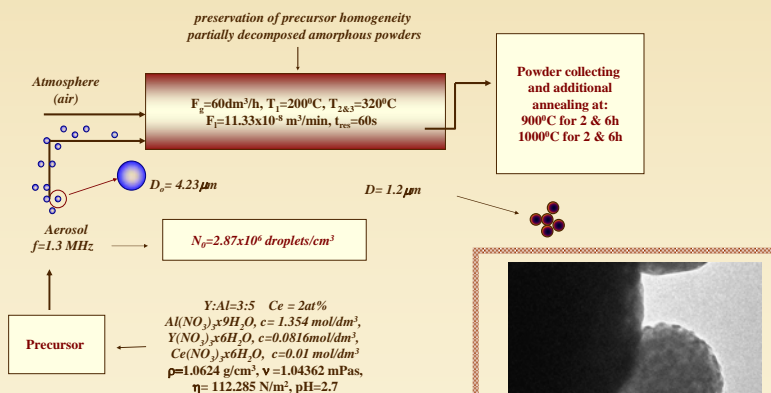 preservation of precursor homogeneity
partially decomposed amorphous powders
Atmosphere
(air)
F_g=60dm³/h, T₁=200⁰C, T₂&₃=320⁰C
F_l=11.33x10⁻⁸ m³/min, t_res=60s
Powder collecting
and additional
annealing at:
900⁰C for 2 & 6h
1000⁰C for 2 & 6h
D_o= 4.23μm
D= 1.2μm
Aerosol
f=1.3 MHz
N₀=2.87x10⁶ droplets/cm³
Precursor
Y:Al=3:5 Ce = 2at%
Al(NO₃)₃x9H₂O, c= 1.354 mol/dm³,
Y(NO₃)₃x6H₂O, c=0.0816mol/dm³,
Ce(NO₃)₃x6H₂O, c=0.01 mol/dm³
ρ=1.0624 g/cm³, ν =1.04362 mPas,
η= 112.285 N/m², pH=2.7